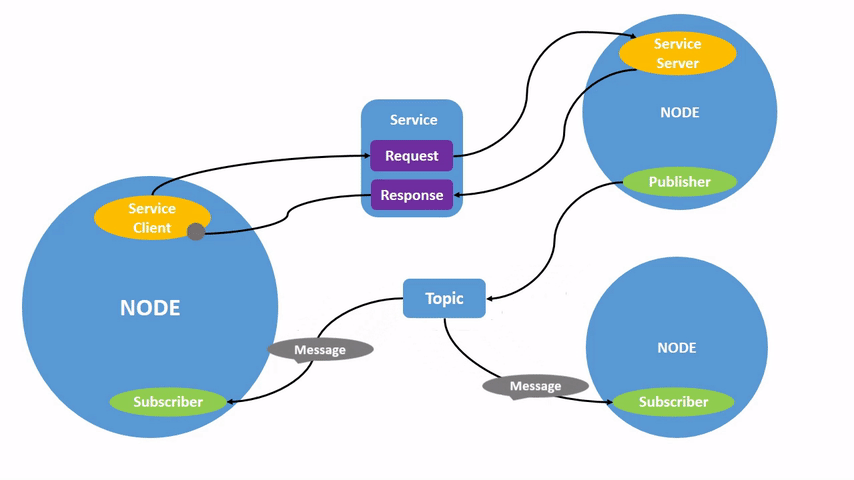 Service
Server
NODE
Service
Request
Response
Publisher
Service
Client
NODE
Topic
Message
Message
Subscriber
NODE
Subscriber